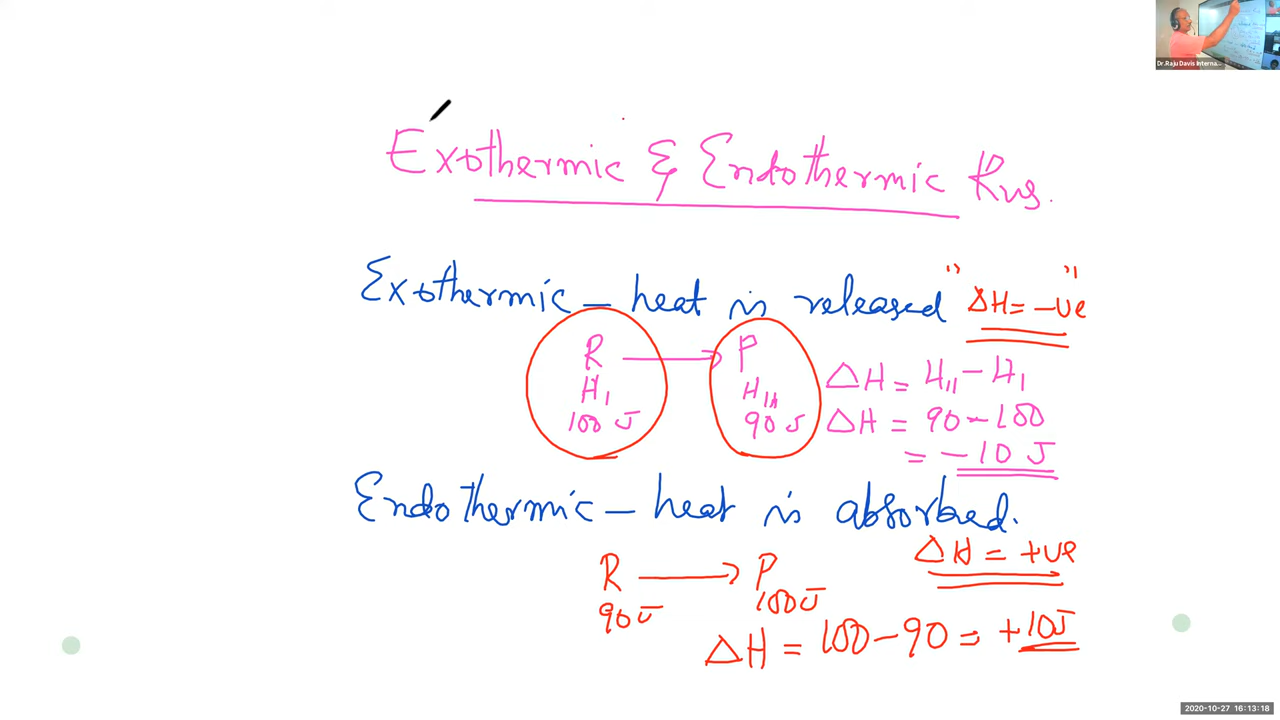 Dr.Raju Davis Interna...
Exothermic & Endothermic Rxs.
Exothermic – heat is released " ΔH = -ve "
R → P
H₁ H₁₁ ΔH = H₁₁ – H₁
100 J 90 J ΔH = 90 – 100
= – 10 J
Endothermic – heat is absorbed.
ΔH = +ve
R → P
90 J 100 J
ΔH = 100 – 90 = + 10J
2020-10-27 16:13:18